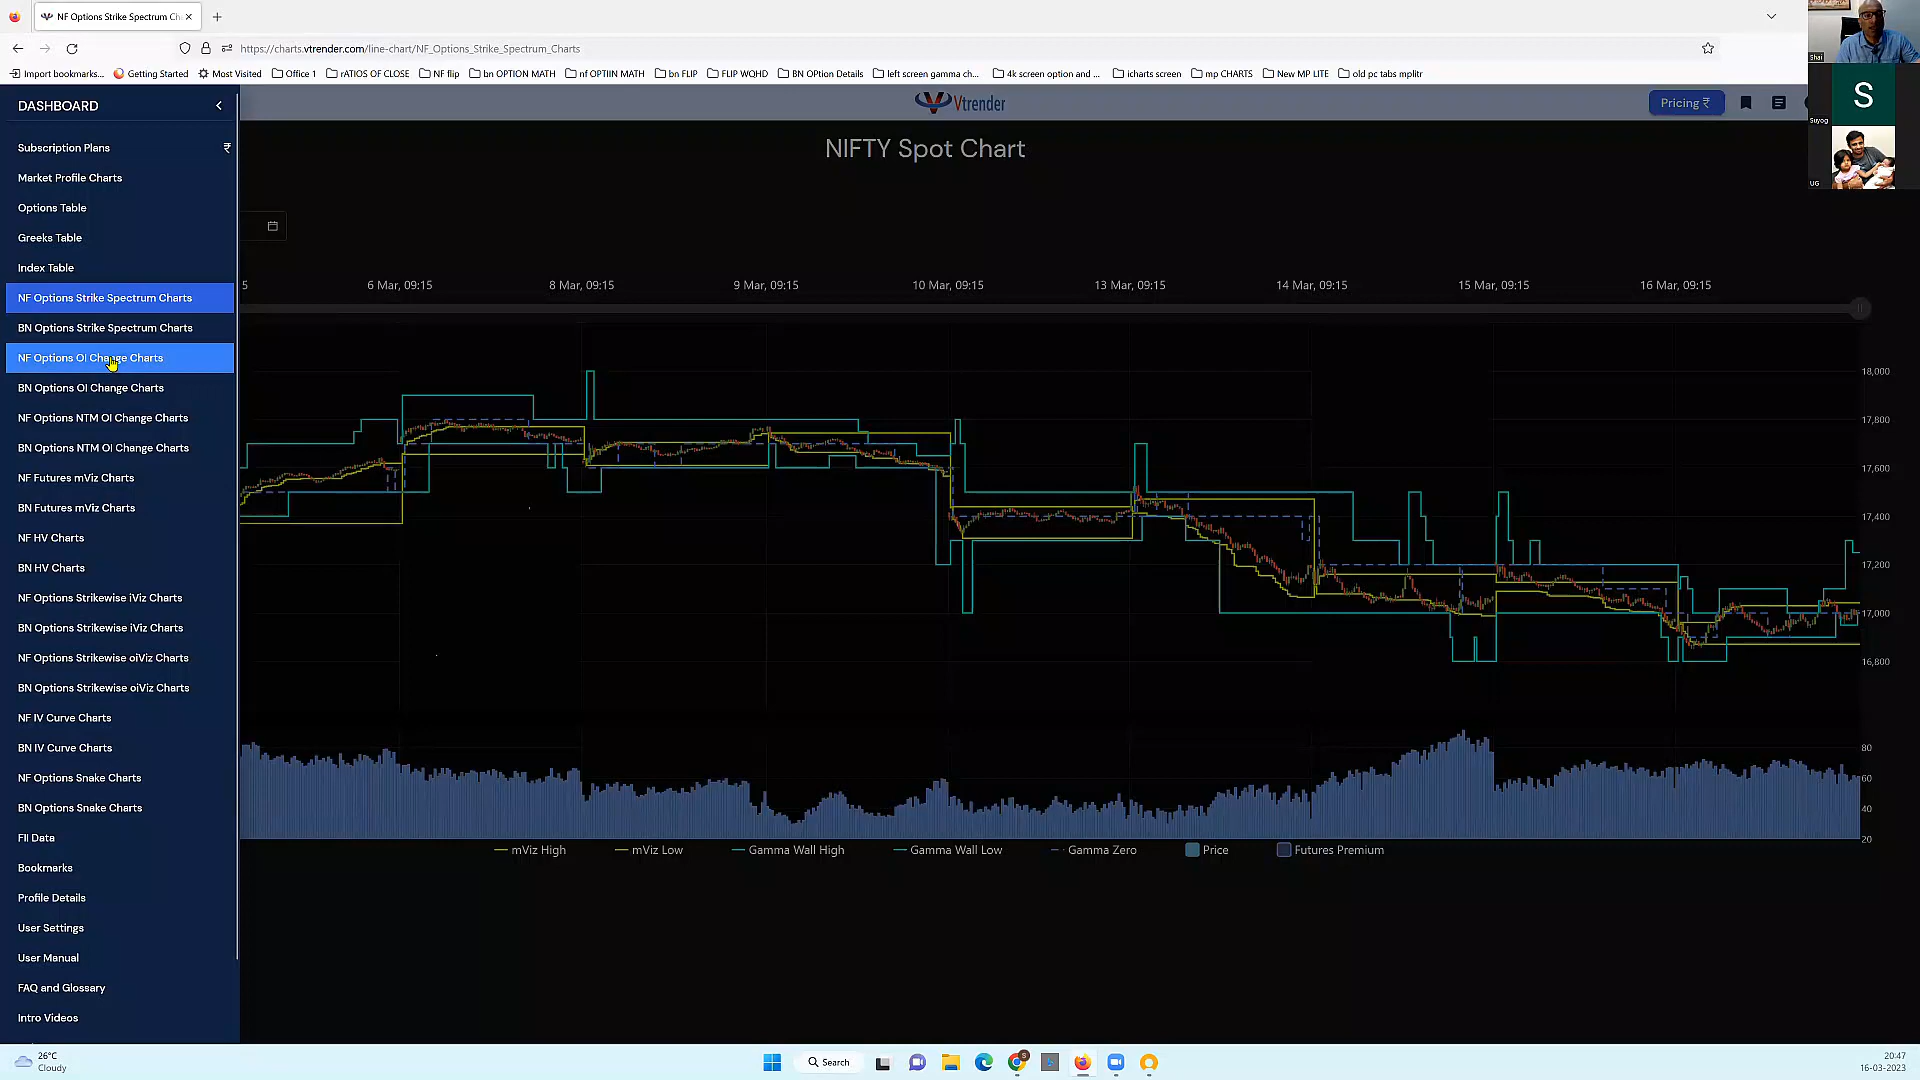 NF Options Strike Spectrum Ch
https://charts.vtrender.com/line-chart/NF_Options_Strike_Spectrum_Charts
Import bookmarks... Getting Started Most Visited Office 1 rATIOS OF CLOSE NF flip bn OPTION MATH nf OPTIIN MATH bn FLIP FLIP WQHD BN OPtion Details left screen gamma ch... 4k screen option and ... icharts screen mp CHARTS New MP LITE old pc tabs mplitr
Shai
S
Suyog
UG
DASHBOARD
Vtrender
Pricing ₹
NIFTY Spot Chart
Subscription Plans ₹
Market Profile Charts
Options Table
Greeks Table
Index Table
NF Options Strike Spectrum Charts
BN Options Strike Spectrum Charts
NF Options OI Change Charts
BN Options OI Change Charts
NF Options NTM OI Change Charts
BN Options NTM OI Change Charts
NF Futures mViz Charts
BN Futures mViz Charts
NF HV Charts
BN HV Charts
NF Options Strikewise iViz Charts
BN Options Strikewise iViz Charts
NF Options Strikewise oiViz Charts
BN Options Strikewise oiViz Charts
NF IV Curve Charts
BN IV Curve Charts
NF Options Snake Charts
BN Options Snake Charts
FII Data
Bookmarks
Profile Details
User Settings
User Manual
FAQ and Glossary
Intro Videos
5 6 Mar, 09:15 8 Mar, 09:15 9 Mar, 09:15 10 Mar, 09:15 13 Mar, 09:15 14 Mar, 09:15 15 Mar, 09:15 16 Mar, 09:15
18,000
17,800
17,600
17,400
17,200
17,000
16,800
80
60
40
20
mViz High mViz Low Gamma Wall High Gamma Wall Low Gamma Zero Price Futures Premium
26°C
Cloudy
Search
20:47
16-03-2023